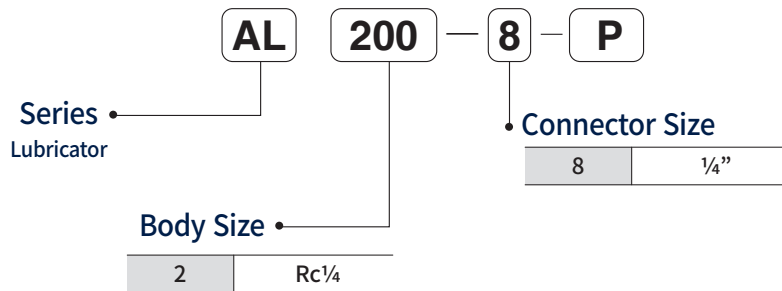 AL 200 — 8 — P
Series
Lubricator
Connector Size
8 ¼”
Body Size
2 Rc¼